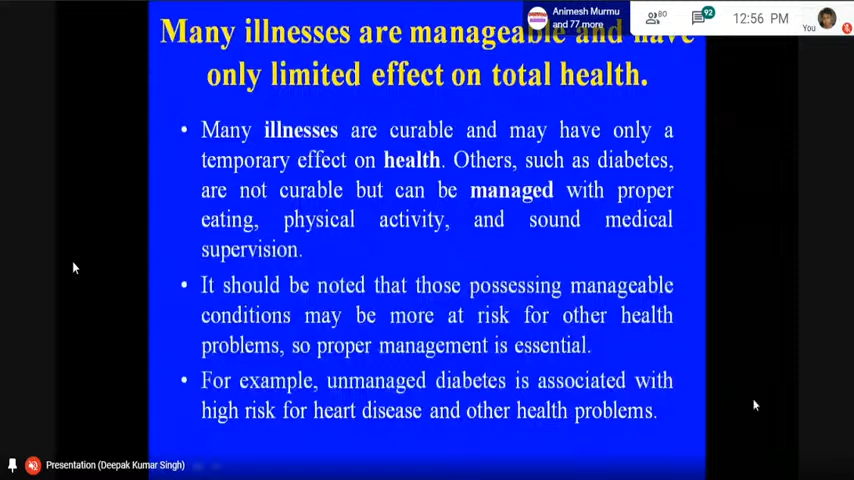 Animesh Murmu
and 77 more
80
92
12:56 PM
You
Many illnesses are manageable and have
only limited effect on total health.
• Many illnesses are curable and may have only a
temporary effect on health. Others, such as diabetes,
are not curable but can be managed with proper
eating, physical activity, and sound medical
supervision.
• It should be noted that those possessing manageable
conditions may be more at risk for other health
problems, so proper management is essential.
• For example, unmanaged diabetes is associated with
high risk for heart disease and other health problems.
Presentation (Deepak Kumar Singh)